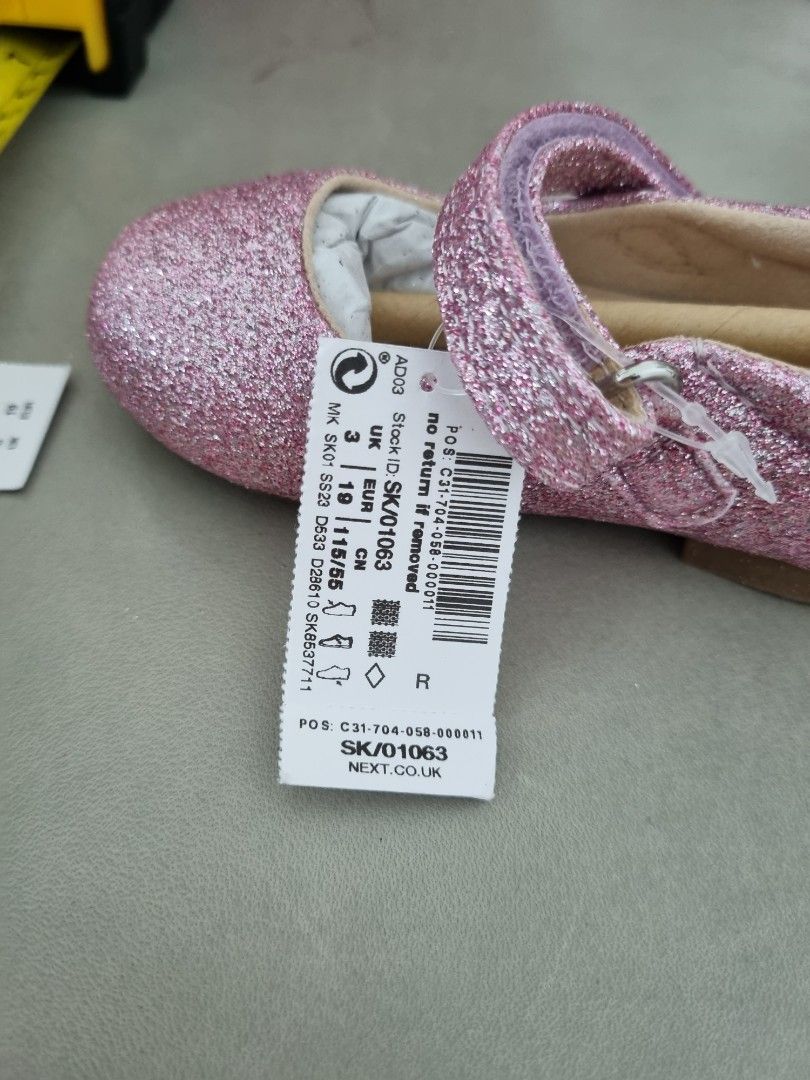 AD03
POS: C31-704-058-000011
no return if removed
Stock ID: SK/01063
UK EUR CN
3 19 115/55
MK SK01 SS23 D533 D28610 SK8537711
R
POS: C31-704-058-000011
SK/01063
NEXT.CO.UK